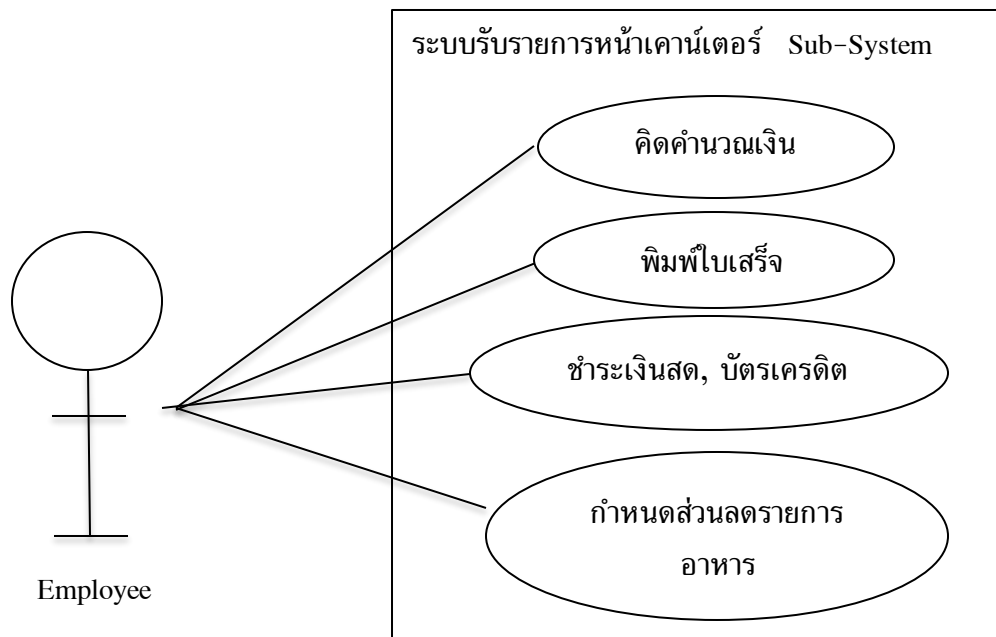 ระบบรับรายการหน้าเคาน์เตอร์ Sub-System
คิดคำนวณเงิน
พิมพ์ใบเสร็จ
ชำระเงินสด, บัตรเครดิต
กำหนดส่วนลดรายการ
อาหาร
Employee